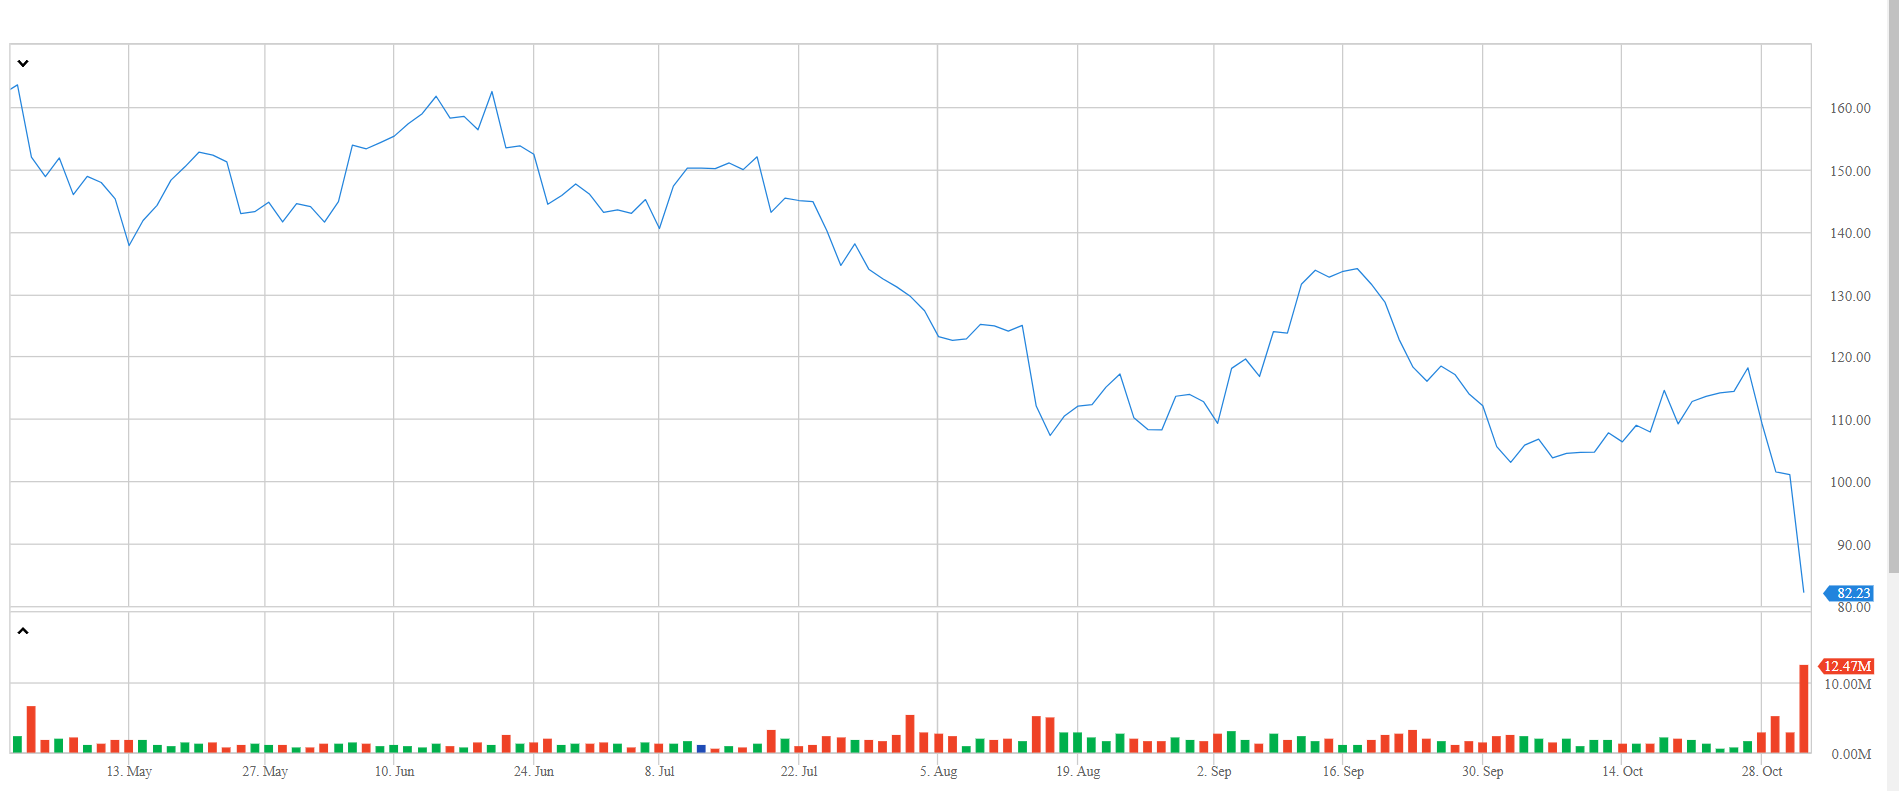 160.00
150.00
140.00
130.00
120.00
110.00
100.00
90.00
82.23
80.00
12.47M
10.00M
0.00M
13. May 27. May 10. Jun 24. Jun 8. Jul 22. Jul 5. Aug 19. Aug 2. Sep 16. Sep 30. Sep 14. Oct 28. Oct